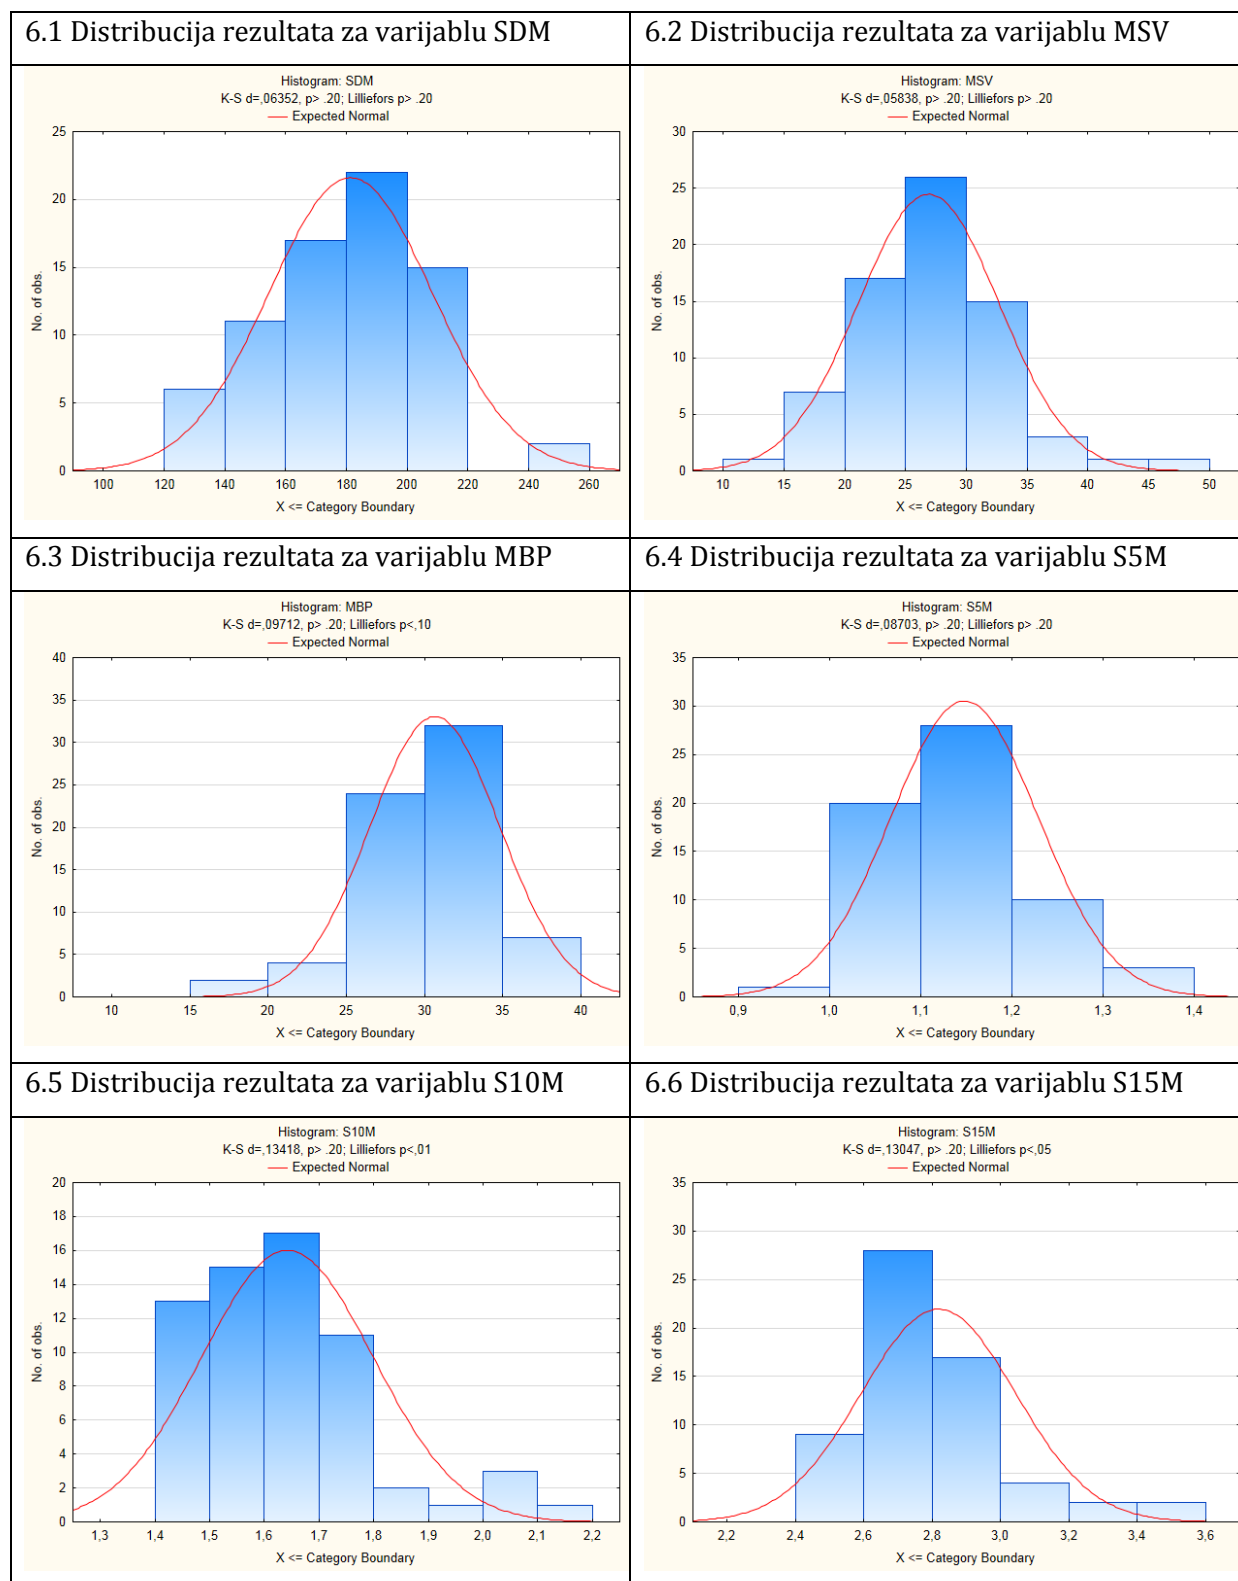 6.1 Distribucija rezultata za varijablu SDM
6.2 Distribucija rezultata za varijablu MSV
Histogram: SDM
K-S d=,06352, p> .20; Lilliefors p> .20
Expected Normal
25
20
15
10
5
0
No. of obs.
100 120 140 160 180 200 220 240 260
X <= Category Boundary
Histogram: MSV
K-S d=,05838, p> .20; Lilliefors p> .20
Expected Normal
30
25
20
15
10
5
0
No. of obs.
10 15 20 25 30 35 40 45 50
X <= Category Boundary
6.3 Distribucija rezultata za varijablu MBP
6.4 Distribucija rezultata za varijablu S5M
Histogram: MBP
K-S d=,09712, p> .20; Lilliefors p<,10
Expected Normal
40
35
30
25
20
15
10
5
0
No. of obs.
10 15 20 25 30 35 40
X <= Category Boundary
Histogram: S5M
K-S d=,08703, p> .20; Lilliefors p> .20
Expected Normal
35
30
25
20
15
10
5
0
No. of obs.
0,9 1,0 1,1 1,2 1,3 1,4
X <= Category Boundary
6.5 Distribucija rezultata za varijablu S10M
6.6 Distribucija rezultata za varijablu S15M
Histogram: S10M
K-S d=,13418, p> .20; Lilliefors p<,01
Expected Normal
20
18
16
14
12
10
8
6
4
2
0
No. of obs.
1,3 1,4 1,5 1,6 1,7 1,8 1,9 2,0 2,1 2,2
X <= Category Boundary
Histogram: S15M
K-S d=,13047, p> .20; Lilliefors p<,05
Expected Normal
35
30
25
20
15
10
5
0
No. of obs.
2,2 2,4 2,6 2,8 3,0 3,2 3,4 3,6
X <= Category Boundary